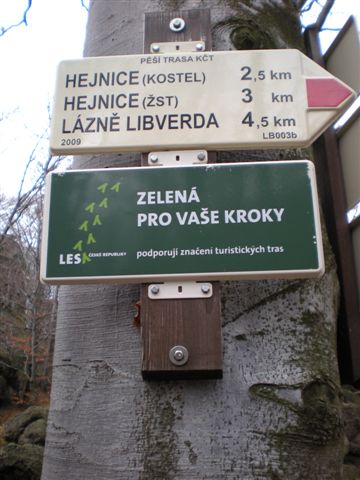 PĚŠÍ TRASA KČT
HEJNICE (KOSTEL) 2,5 km
HEJNICE (ŽST) 3 km
LÁZNĚ LIBVERDA 4,5 km
2009 LB003b
ZELENÁ
PRO VAŠE KROKY
LESY ČESKÉ REPUBLIKY podporují značení turistických tras